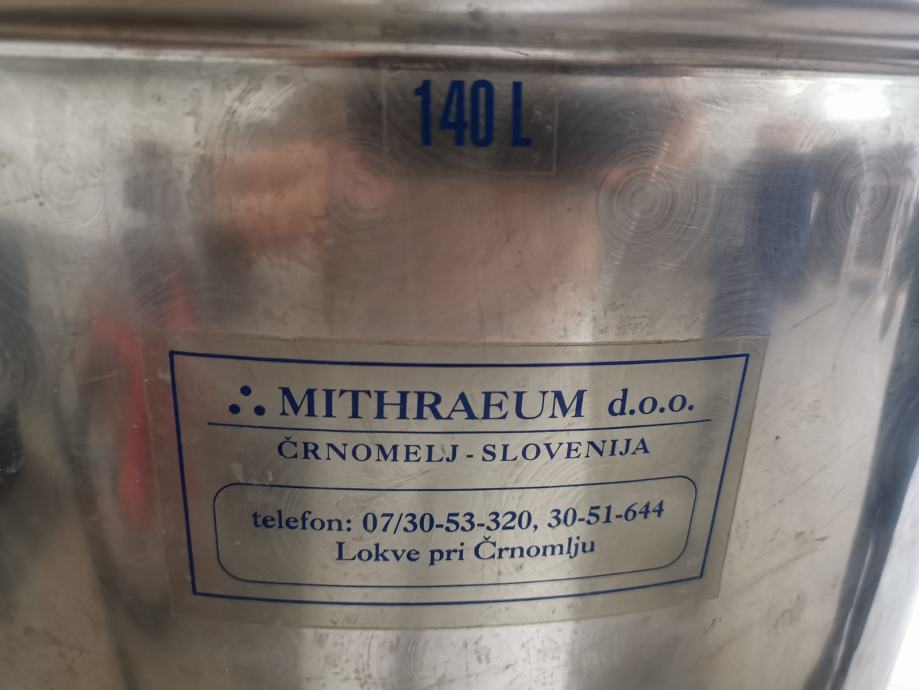 140 L
∴ MITHRAEUM d.o.o.
ČRNOMELJ - SLOVENIJA
telefon: 07/30-53-320, 30-51-644
Lokve pri Črnomlju